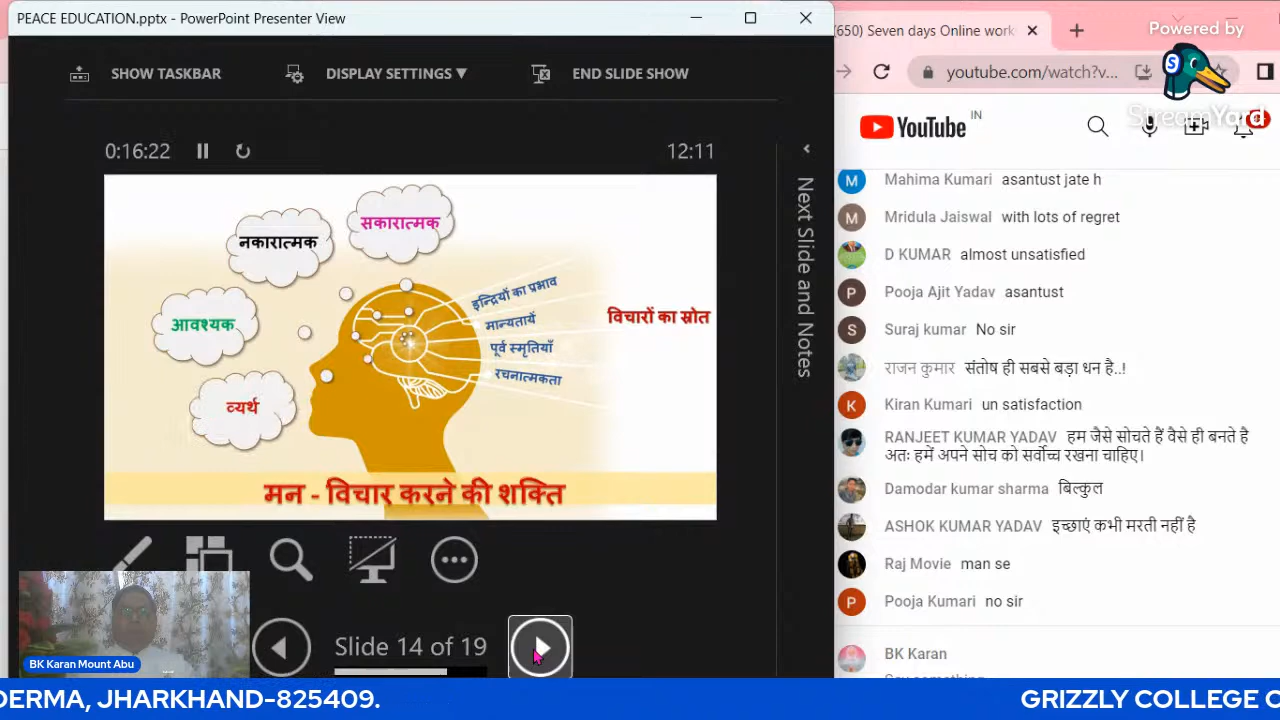 PEACE EDUCATION.pptx - PowerPoint Presenter View
SHOW TASKBAR
DISPLAY SETTINGS ▼
END SLIDE SHOW
0:16:22
12:11
सकारात्मक
नकारात्मक
आवश्यक
व्यर्थ
इन्द्रियों का प्रभाव
मान्यतायें
पूर्व स्मृतियाँ
रचनात्मकता
विचारों का स्रोत
मन - विचार करने की शक्ति
Next Slide and Notes
Slide 14 of 19
BK Karan Mount Abu
(650) Seven days Online work
Powered by
StreamYard
youtube.com/watch?v...
YouTube IN
Mahima Kumari asantust jate h
Mridula Jaiswal with lots of regret
D KUMAR almost unsatisfied
Pooja Ajit Yadav asantust
Suraj kumar No sir
राजन कुमार संतोष ही सबसे बड़ा धन है..!
Kiran Kumari un satisfaction
RANJEET KUMAR YADAV हम जैसे सोचते हैं वैसे ही बनते है
अतः हमें अपने सोच को सर्वोच्च रखना चाहिए।
Damodar kumar sharma बिल्कुल
ASHOK KUMAR YADAV इच्छाएं कभी मरती नहीं है
Raj Movie man se
Pooja Kumari no sir
BK Karan
DERMA, JHARKHAND-825409.
GRIZZLY COLLEGE